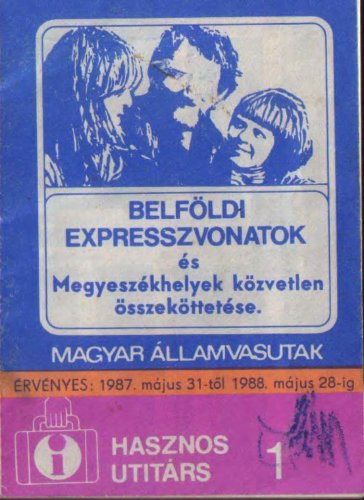 BELFÖLDI
EXPRESSZVONATOK
és
Megyeszékhelyek közvetlen
összeköttetése.
MAGYAR ÁLLAMVASUTAK
ÉRVÉNYES: 1987. május 31-től 1988. május 28-ig
i
HASZNOS
UTITÁRS
1